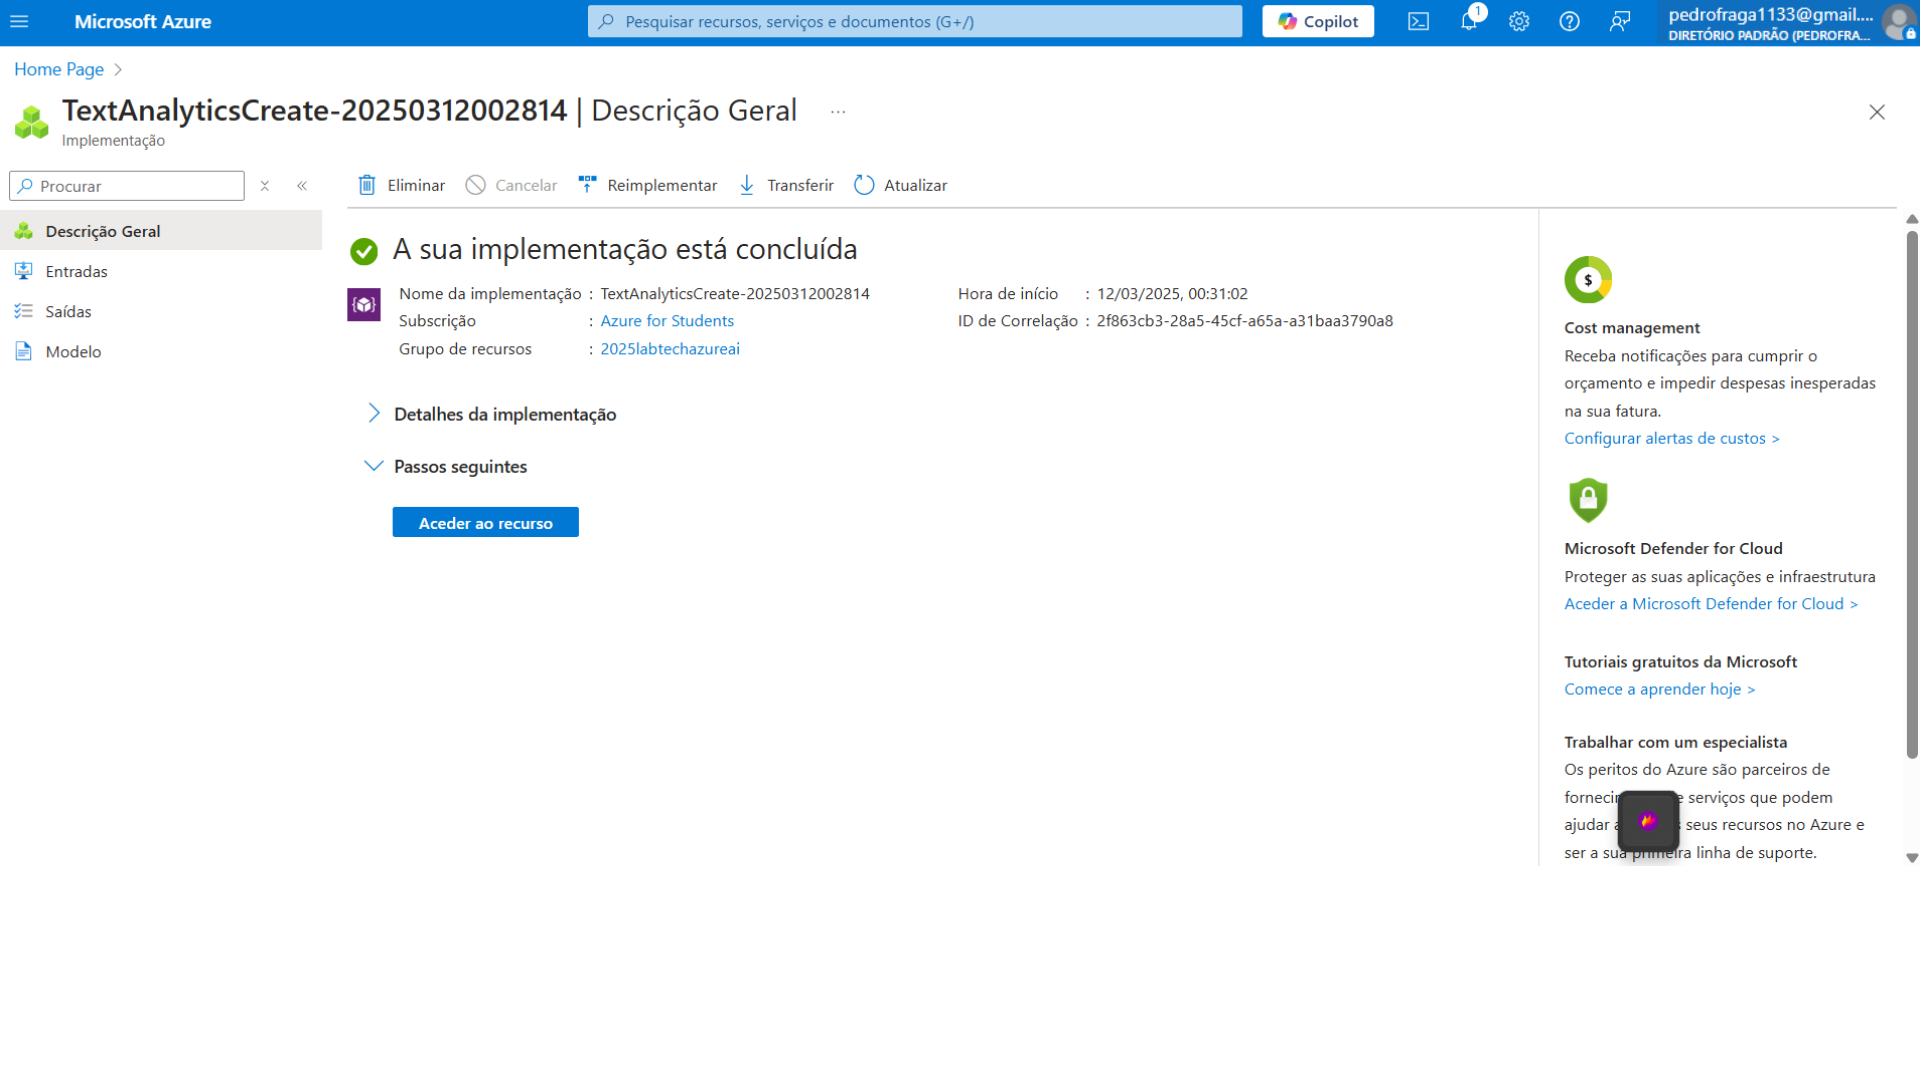 Microsoft Azure
Pesquisar recursos, serviços e documentos (G+/)
Copilot
1
pedrofraga1133@gmail....
DIRETÓRIO PADRÃO (PEDROFRA...
Home Page
TextAnalyticsCreate-20250312002814 | Descrição Geral ...
Implementação
Procurar
Eliminar
Cancelar
Reimplementar
Transferir
Atualizar
Descrição Geral
Entradas
Saídas
Modelo
A sua implementação está concluída
Nome da implementação : TextAnalyticsCreate-20250312002814
Subscrição : Azure for Students
Grupo de recursos : 2025labtechazureai
Hora de início : 12/03/2025, 00:31:02
ID de Correlação : 2f863cb3-28a5-45cf-a65a-a31baa3790a8
Detalhes da implementação
Passos seguintes
Aceder ao recurso
$
Cost management
Receba notificações para cumprir o
orçamento e impedir despesas inesperadas
na sua fatura.
Configurar alertas de custos >
Microsoft Defender for Cloud
Proteger as suas aplicações e infraestrutura
Aceder a Microsoft Defender for Cloud >
Tutoriais gratuitos da Microsoft
Comece a aprender hoje >
Trabalhar com um especialista
Os peritos do Azure são parceiros de
serviços que podem
ajudar seus recursos no Azure e
ser a sua primeira linha de suporte.